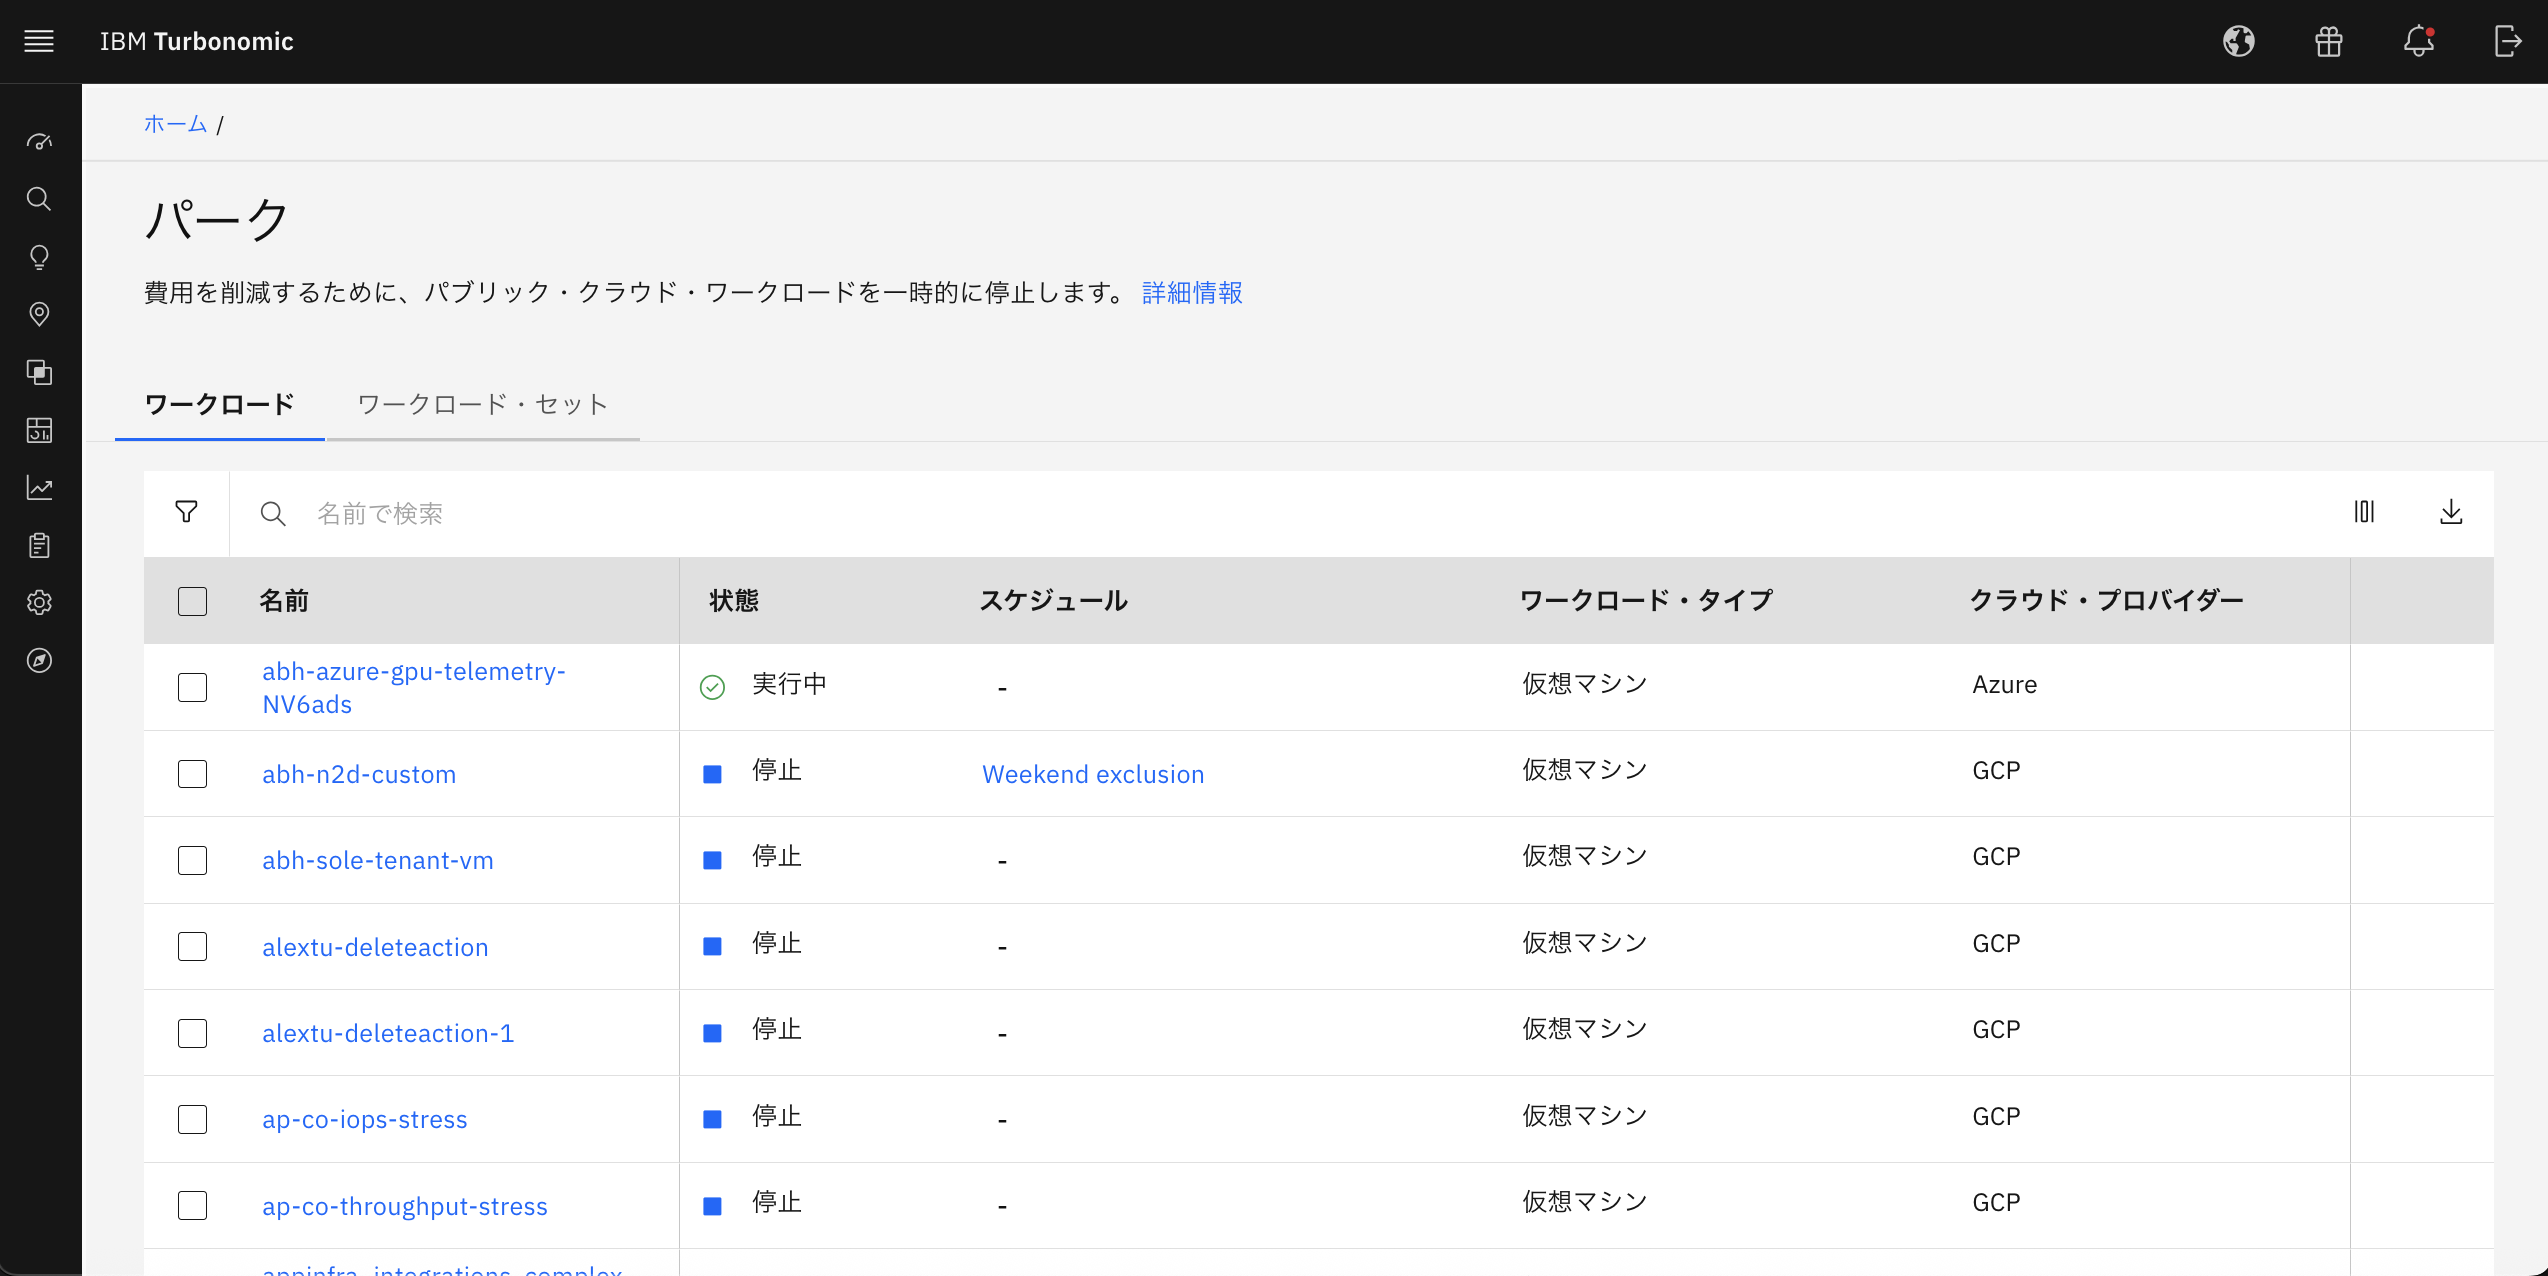 IBM Turbonomic
ホーム /
パーク
費用を削減するために、パブリック・クラウド・ワークロードを一時的に停止します。 詳細情報
ワークロード ワークロード・セット
名前で検索
名前 状態 スケジュール ワークロード・タイプ クラウド・プロバイダー
abh-azure-gpu-telemetry-
NV6ads 実行中 - 仮想マシン Azure
abh-n2d-custom 停止 Weekend exclusion 仮想マシン GCP
abh-sole-tenant-vm 停止 - 仮想マシン GCP
alextu-deleteaction 停止 - 仮想マシン GCP
alextu-deleteaction-1 停止 - 仮想マシン GCP
ap-co-iops-stress 停止 - 仮想マシン GCP
ap-co-throughput-stress 停止 - 仮想マシン GCP
appinfra_integrations_complex